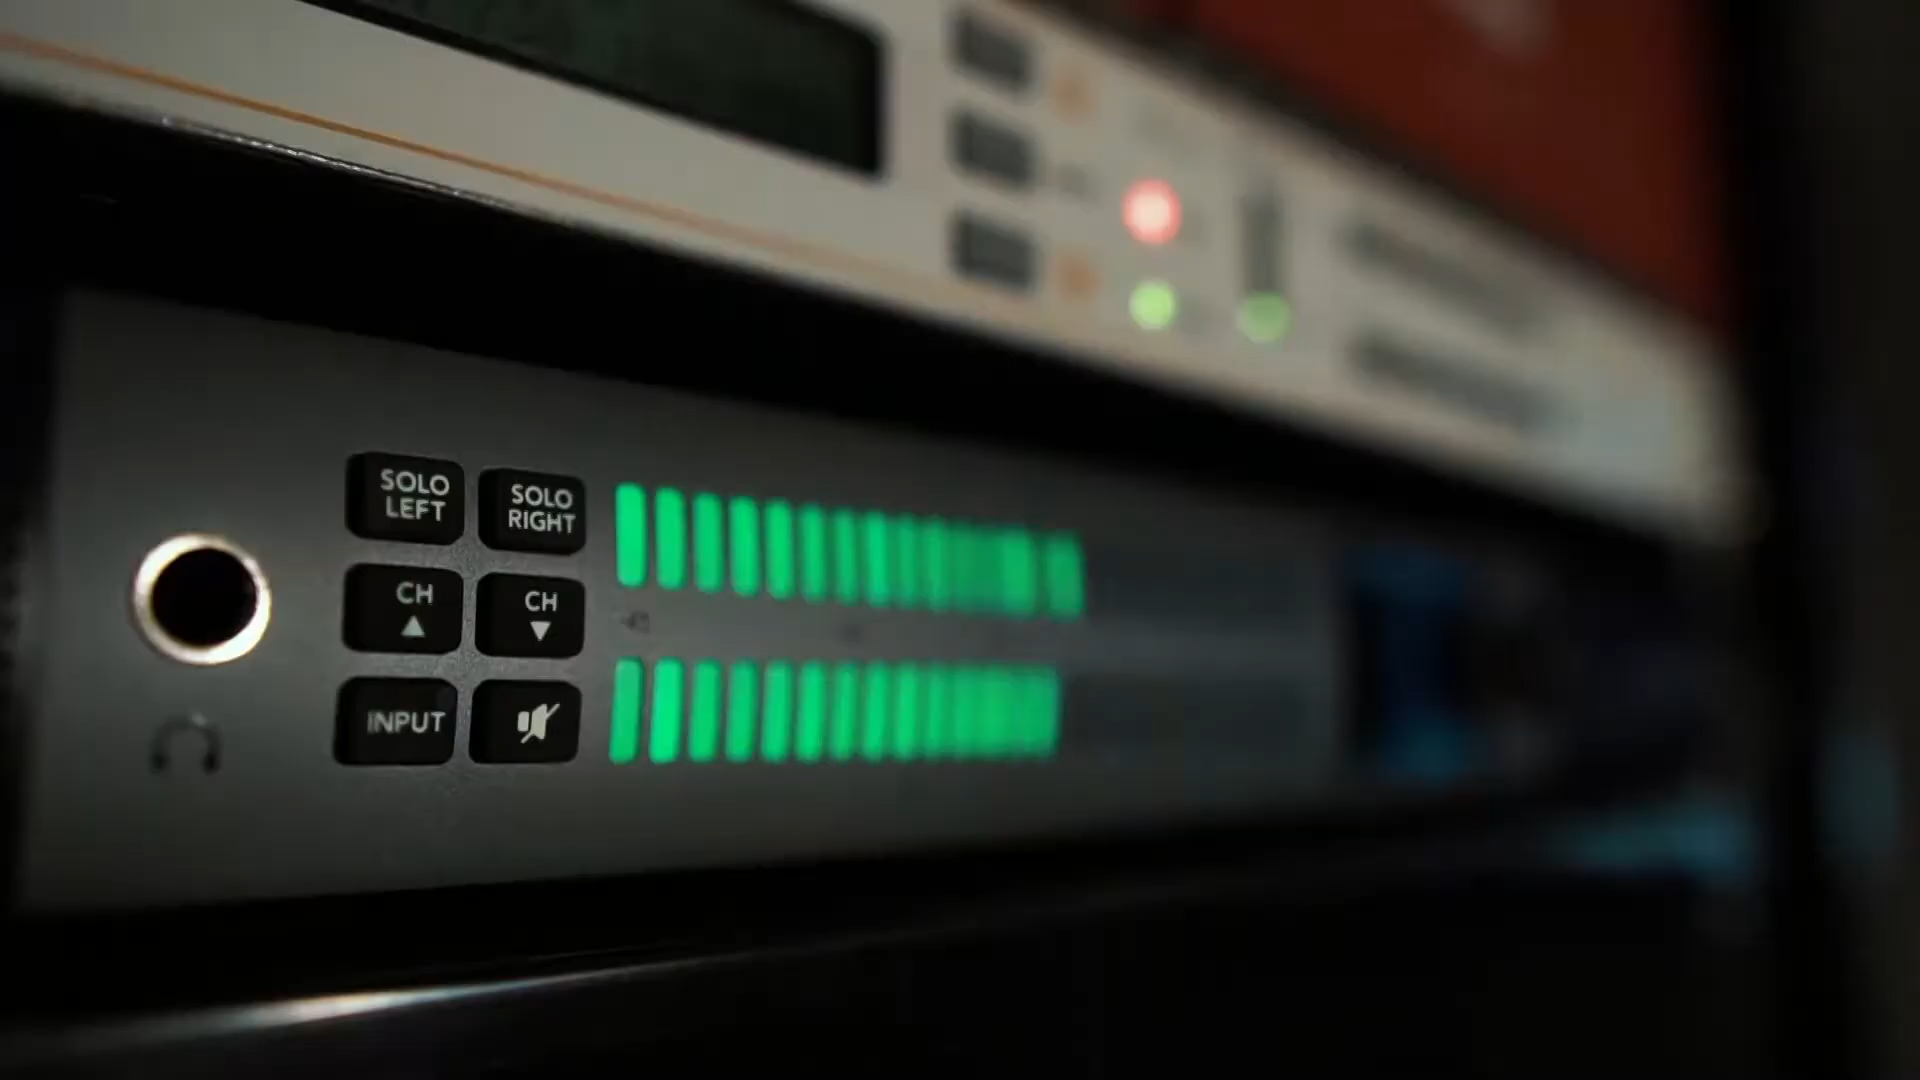 SOLO
LEFT
SOLO
RIGHT
CH
CH
INPUT